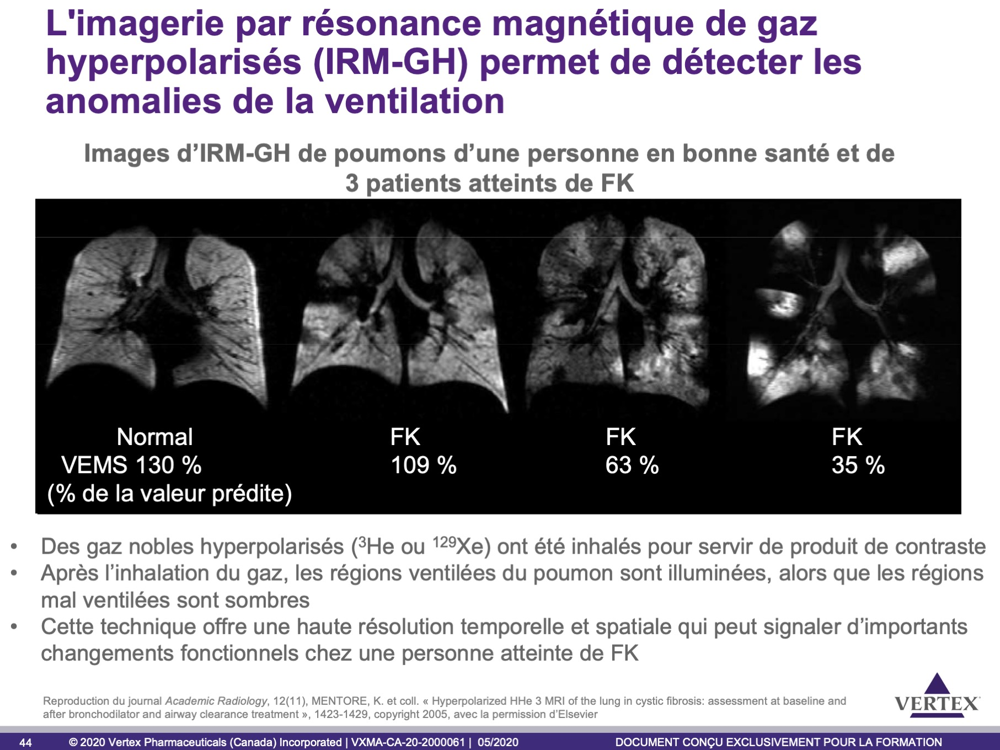 L'imagerie par résonance magnétique de gaz
hyperpolarisés (IRM-GH) permet de détecter les
anomalies de la ventilation
Images d’IRM-GH de poumons d’une personne en bonne santé et de
3 patients atteints de FK
Normal FK FK FK
VEMS 130 % 109 % 63 % 35 %
(% de la valeur prédite)
• Des gaz nobles hyperpolarisés (³He ou ¹²⁹Xe) ont été inhalés pour servir de produit de contraste
• Après l’inhalation du gaz, les régions ventilées du poumon sont illuminées, alors que les régions
mal ventilées sont sombres
• Cette technique offre une haute résolution temporelle et spatiale qui peut signaler d’importants
changements fonctionnels chez une personne atteinte de FK
Reproduction du journal Academic Radiology, 12(11), MENTORE, K. et coll. « Hyperpolarized HHe 3 MRI of the lung in cystic fibrosis: assessment at baseline and
after bronchodilator and airway clearance treatment », 1423-1429, copyright 2005, avec la permission d’Elsevier
VERTEX
44 © 2020 Vertex Pharmaceuticals (Canada) Incorporated | VXMA-CA-20-2000061 | 05/2020 DOCUMENT CONÇU EXCLUSIVEMENT POUR LA FORMATION